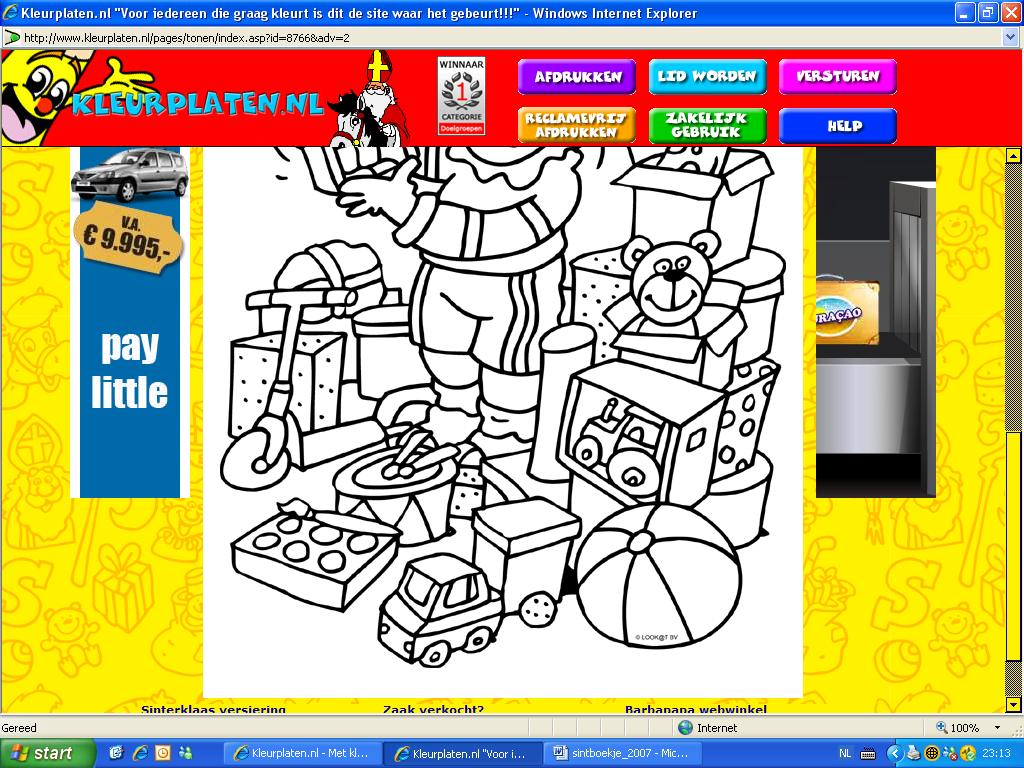 Kleurplaten.nl "Voor iedereen die graag kleurt is dit de site waar het gebeurt!!!" - Windows Internet Explorer
http://www.kleurplaten.nl/pages/tonen/index.asp?id=8766&adv=2
KLEURPLATEN.NL
WINNAAR
1
CATEGORIE
Doelgroepen
AFDRUKKEN
LID WORDEN
VERSTUREN
RECLAMEVRIJ
AFDRUKKEN
ZAKELIJK
GEBRUIK
HELP
V.A.
€ 9.995,-
pay
little
URAÇAO
© LOOK@T BV
Sinterklaas versiering
Zaak verkocht?
Barbapapa webwinkel
Gereed
Internet
100%
start
Kleurplaten.nl - Met kl...
Kleurplaten.nl "Voor i...
sintboekje_2007 - Mic...
NL
23:13